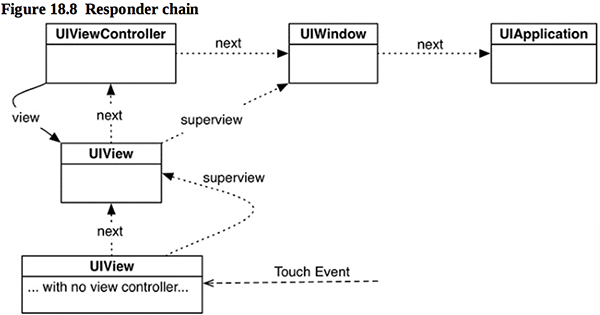 Figure 18.8 Responder chain
UIViewController
UIWindow
UIApplication
next
next
view
next
superview
UIView
superview
next
UIView
... with no view controller...
Touch Event